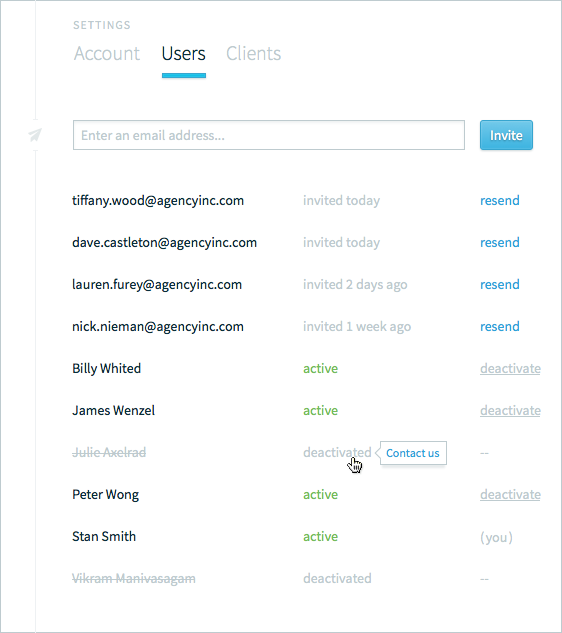 SETTINGS
Account Users Clients
Enter an email address... Invite
tiffany.wood@agencyinc.com invited today resend
dave.castleton@agencyinc.com invited today resend
lauren.furey@agencyinc.com invited 2 days ago resend
nick.nieman@agencyinc.com invited 1 week ago resend
Billy Whited active deactivate
James Wenzel active deactivate
Julie Axelrad deactivated Contact us --
Peter Wong active deactivate
Stan Smith active (you)
Vikram Manivasagam deactivated --